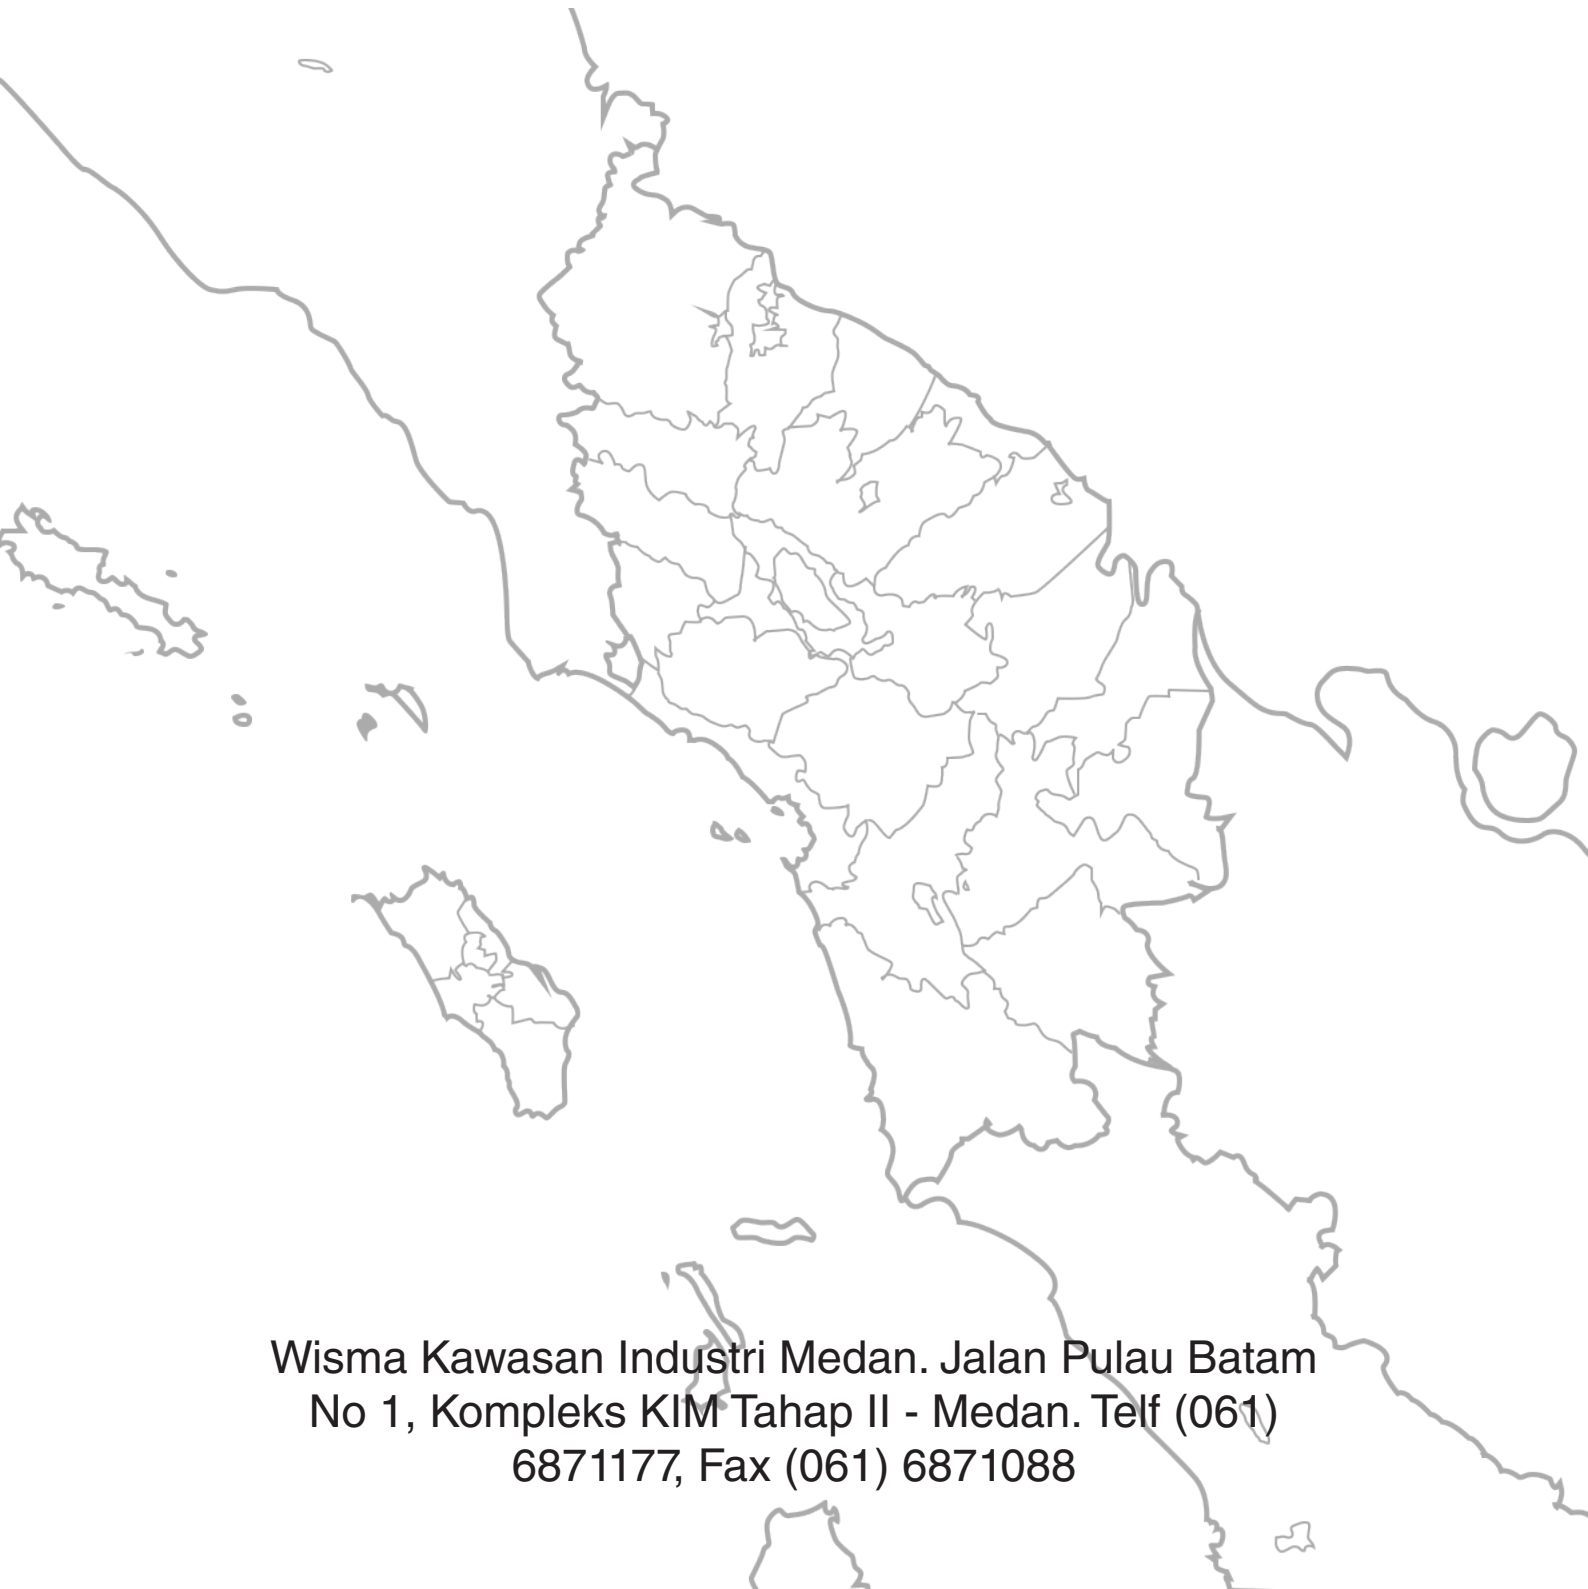 Wisma Kawasan Industri Medan. Jalan Pulau Batam
No 1, Kompleks KIM Tahap II - Medan. Telf (061)
6871177, Fax (061) 6871088